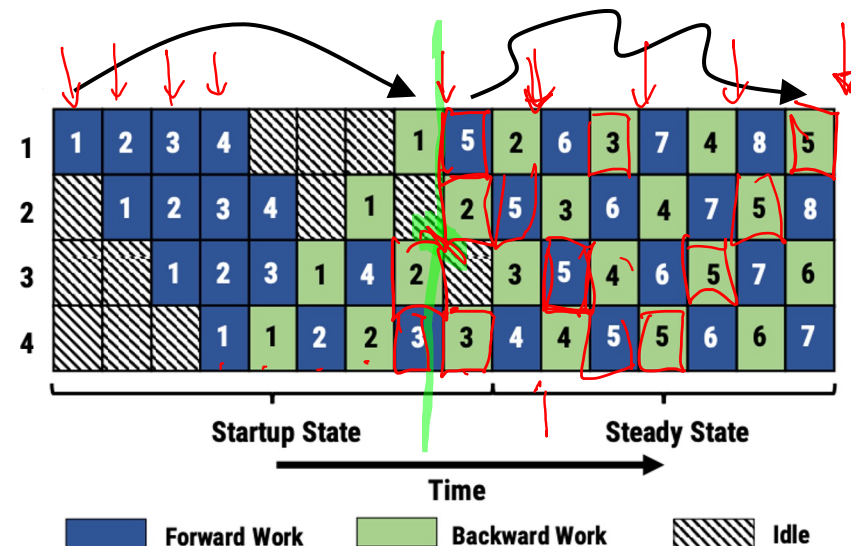 1 1 2 3 4 1 5 2 6 3 7 4 8 5
2 1 2 3 4 1 2 5 3 6 4 7 5 8
3 1 2 3 1 4 2 3 5 4 6 5 7 6
4 1 1 2 2 3 3 4 4 5 5 6 6 7
Startup State Steady State
Time
Forward Work Backward Work Idle